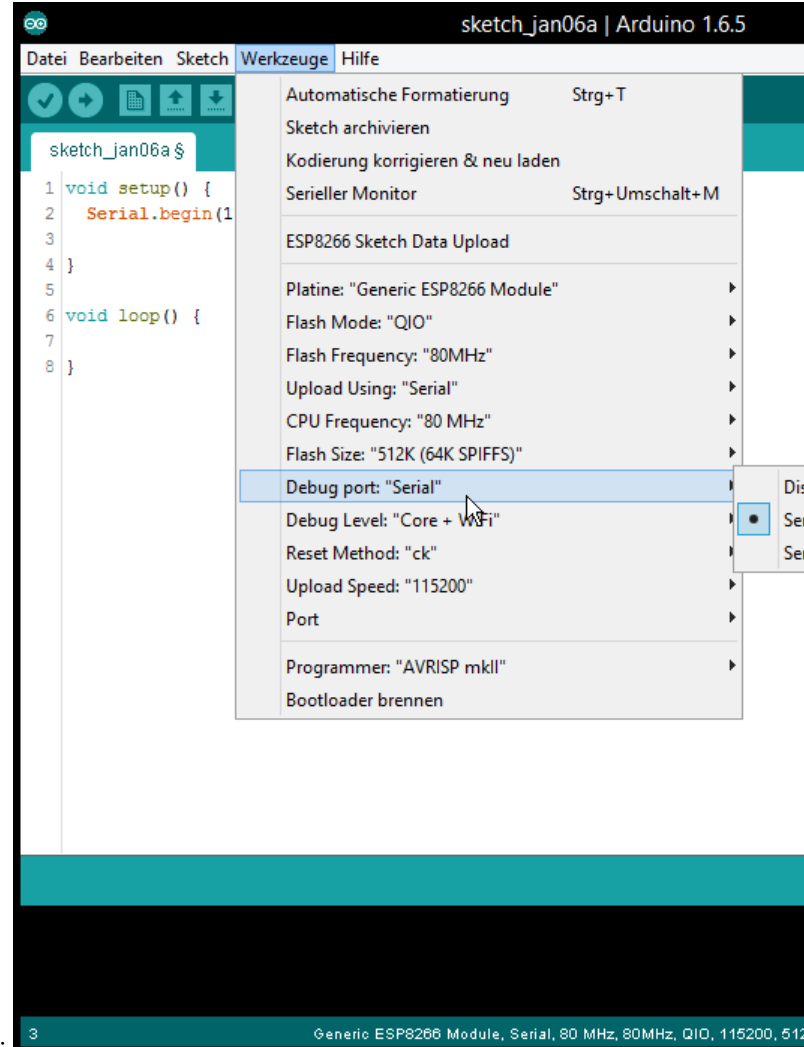 sketch_jan06a | Arduino 1.6.5
Datei Bearbeiten Sketch Werkzeuge Hilfe
sketch_jan06a §
1 void setup() {
2 Serial.begin(1
3
4 }
5
6 void loop() {
7
8 }
Automatische Formatierung Strg+T
Sketch archivieren
Kodierung korrigieren & neu laden
Serieller Monitor Strg+Umschalt+M
ESP8266 Sketch Data Upload
Platine: "Generic ESP8266 Module"
Flash Mode: "QIO"
Flash Frequency: "80MHz"
Upload Using: "Serial"
CPU Frequency: "80 MHz"
Flash Size: "512K (64K SPIFFS)"
Debug port: "Serial"
Debug Level: "Core + WiFi"
Reset Method: "ck"
Upload Speed: "115200"
Port
Programmer: "AVRISP mkII"
Bootloader brennen
Dis
Ser
Ser
. 3 Generic ESP8266 Module, Serial, 80 MHz, 80MHz, QIO, 115200, 512